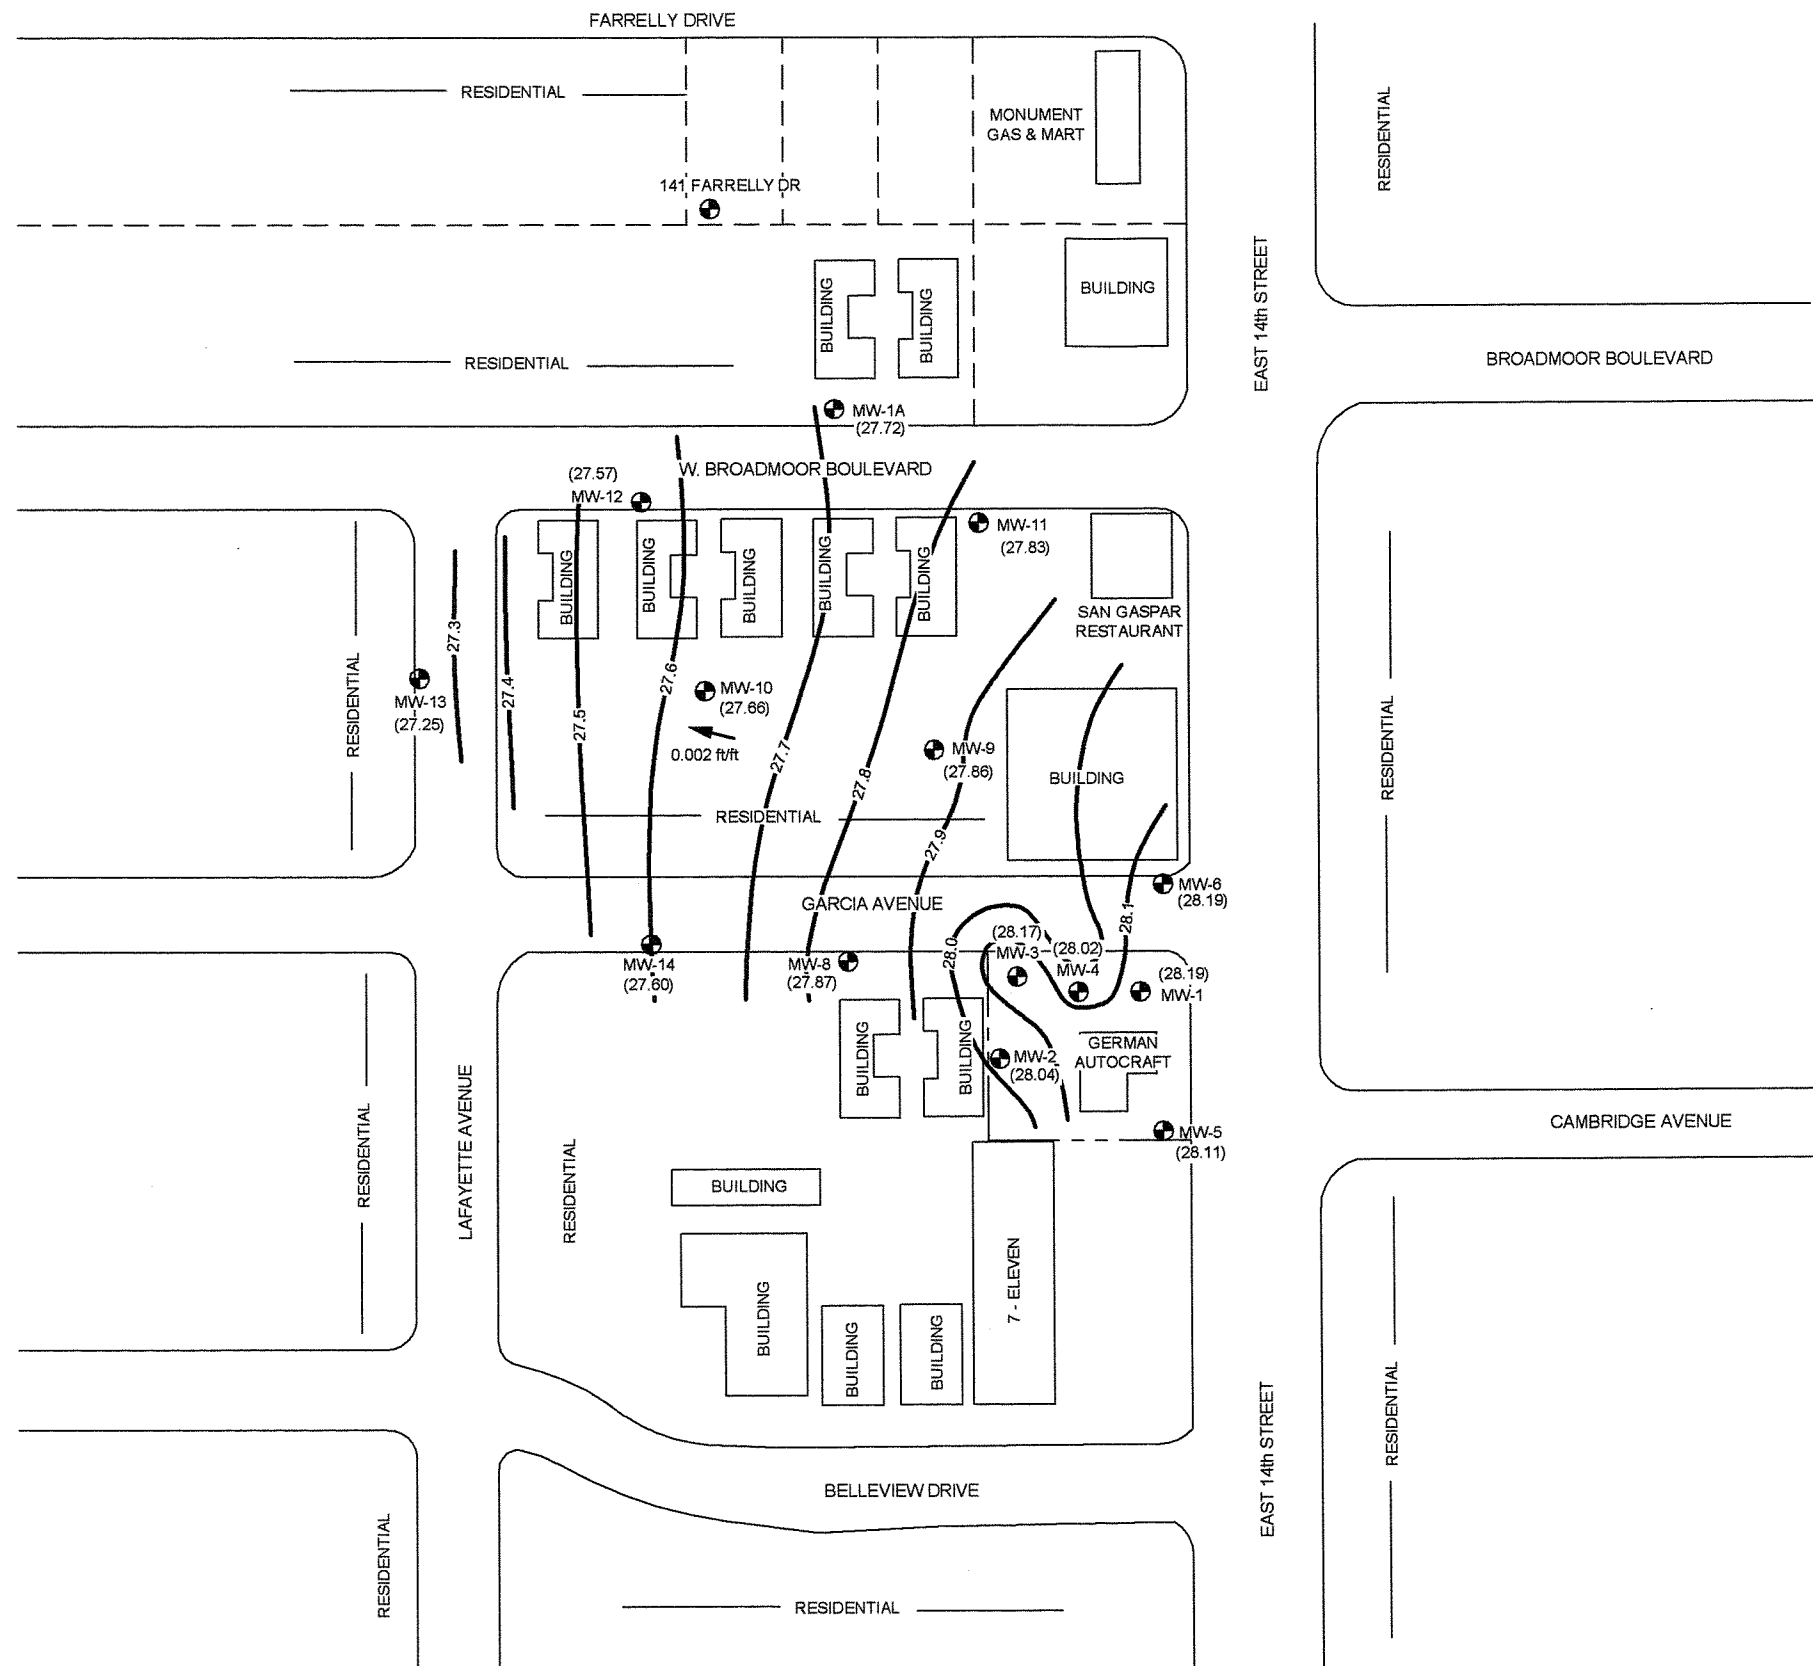 FARRELLY DRIVE
RESIDENTIAL
MONUMENT
GAS & MART
RESIDENTIAL
141 FARRELLY DR
BUILDING
BUILDING
BUILDING
EAST 14th STREET
RESIDENTIAL
BROADMOOR BOULEVARD
MW-1A
(27.72)
W. BROADMOOR BOULEVARD
(27.57)
MW-12
MW-11
(27.83)
BUILDING
BUILDING
BUILDING
BUILDING
BUILDING
SAN GASPAR
RESTAURANT
27.3
27.4
27.5
27.6
27.7
27.8
27.9
MW-13
(27.25)
RESIDENTIAL
MW-10
(27.66)
0.002 ft/ft
MW-9
(27.86)
BUILDING
RESIDENTIAL
RESIDENTIAL
MW-6
(28.19)
GARCIA AVENUE
28.0
28.1
(28.17)
MW-3
(28.02)
MW-4
(28.19)
MW-1
MW-14
(27.60)
MW-8
(27.87)
BUILDING
BUILDING
MW-2
(28.04)
GERMAN
AUTOCRAFT
MW-5
(28.11)
CAMBRIDGE AVENUE
RESIDENTIAL
LAFAYETTE AVENUE
RESIDENTIAL
BUILDING
BUILDING
BUILDING
BUILDING
7 - ELEVEN
RESIDENTIAL
EAST 14th STREET
BELLEVIEW DRIVE
RESIDENTIAL
RESIDENTIAL